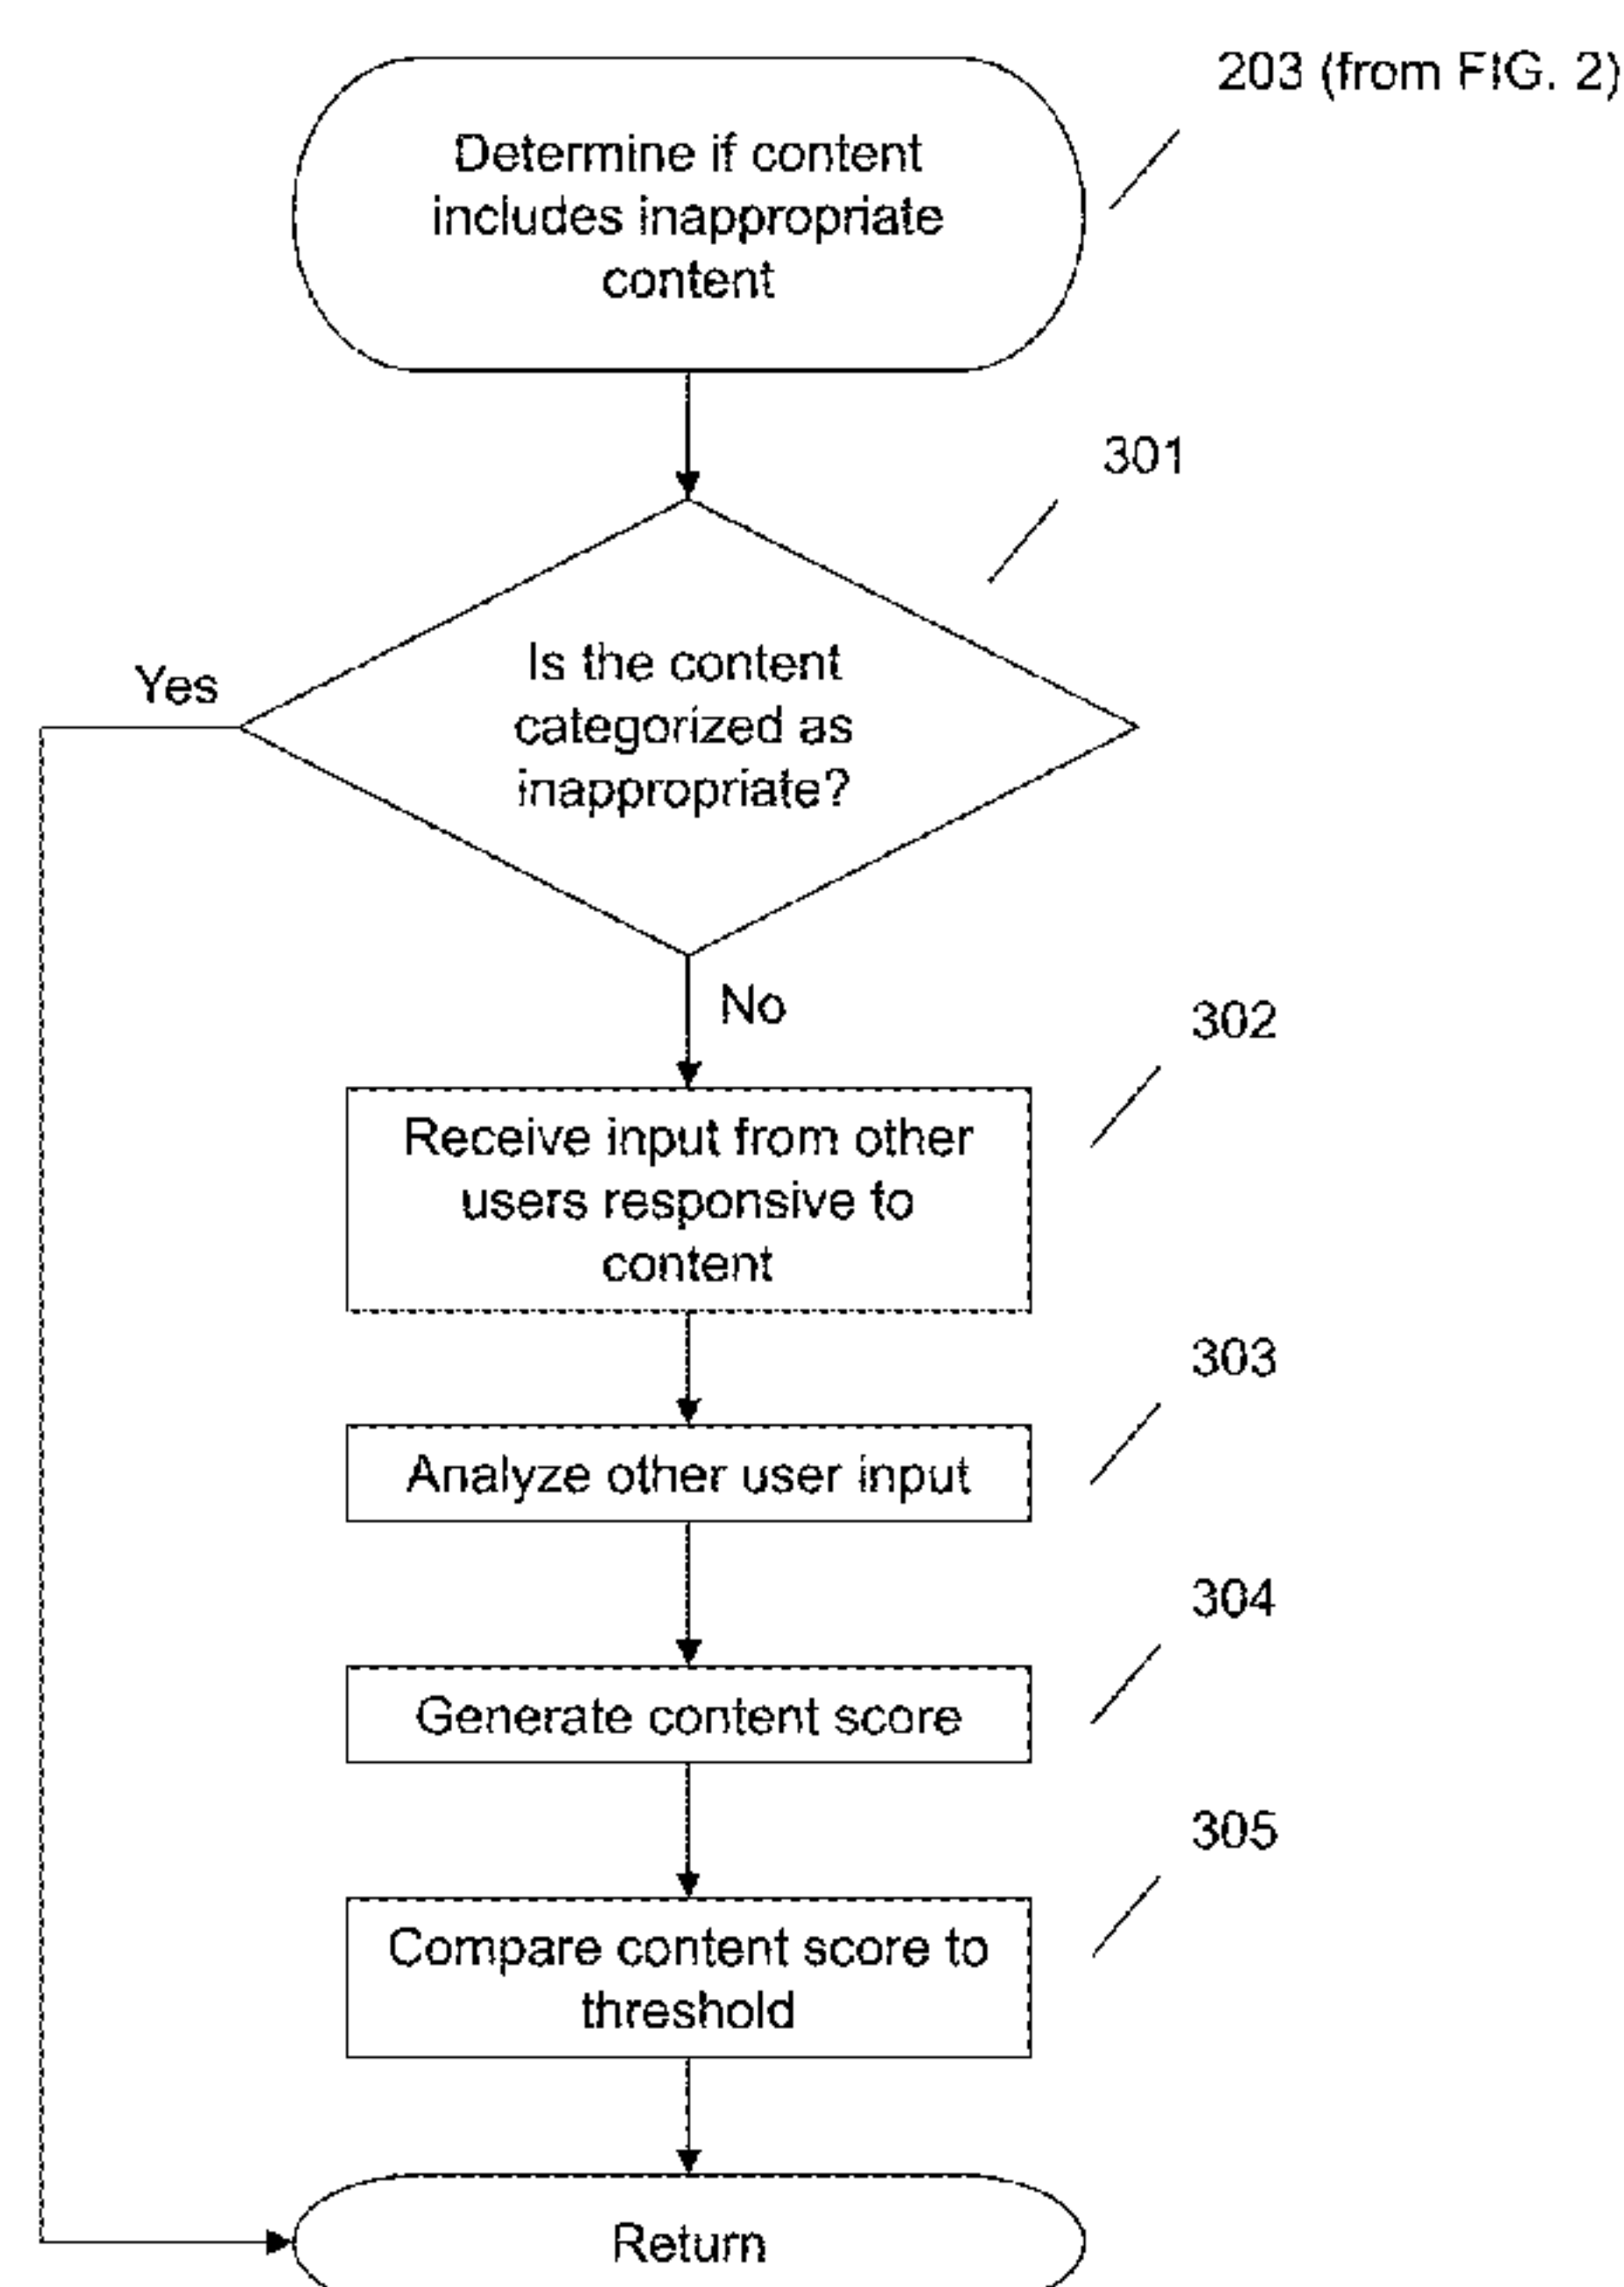 203 (from FIG. 2)
Determine if content
includes inappropriate
content
301
Is the content
categorized as
inappropriate?
Yes
No
302
Receive input from other
users responsive to
content
303
Analyze other user input
304
Generate content score
305
Compare content score to
threshold
Return